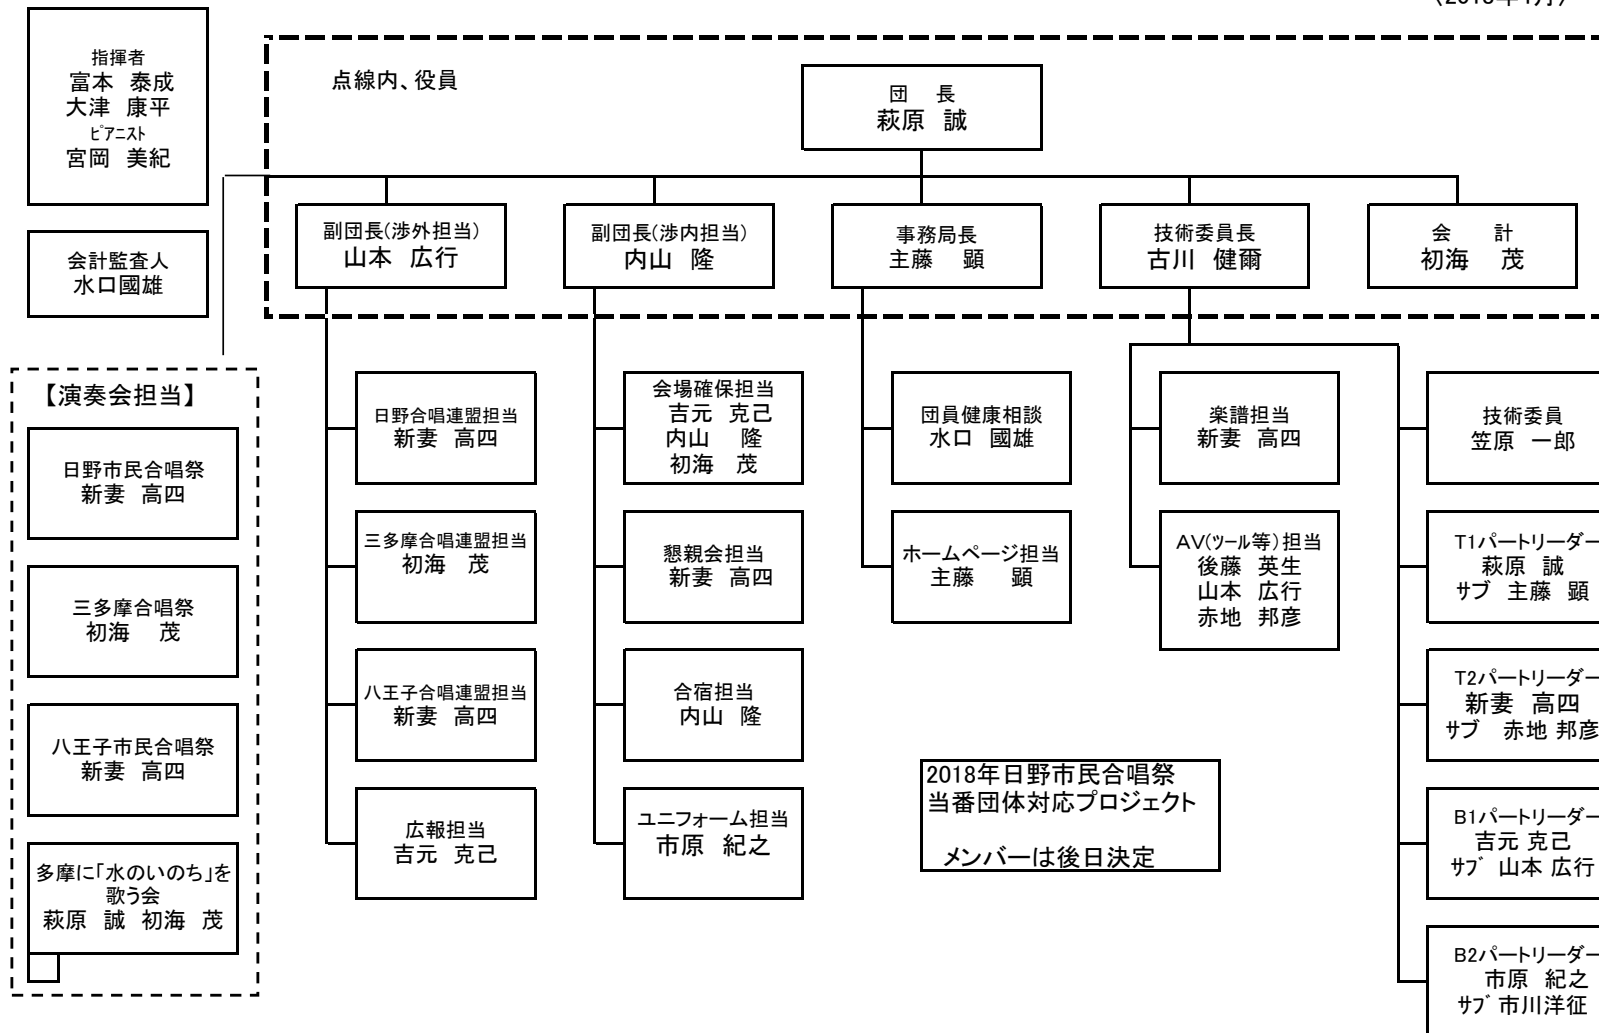 (2018年1月)
指揮者
富本 泰成
大津 康平
ピアニスト
宮岡 美紀
点線内、役員
団 長
萩原 誠
副団長(渉外担当)
山本 広行
副団長(渉内担当)
内山 隆
事務局長
主藤 顕
技術委員長
古川 健爾
会 計
初海 茂
会計監査人
水口國雄
【演奏会担当】
日野市民合唱祭
新妻 高四
三多摩合唱祭
初海 茂
八王子市民合唱祭
新妻 高四
多摩に「水のいのち」を
歌う会
萩原 誠 初海 茂
日野合唱連盟担当
新妻 高四
三多摩合唱連盟担当
初海 茂
八王子合唱連盟担当
新妻 高四
広報担当
吉元 克己
会場確保担当
吉元 克己
内山 隆
初海 茂
懇親会担当
新妻 高四
合宿担当
内山 隆
ユニフォーム担当
市原 紀之
団員健康相談
水口 國雄
ホームページ担当
主藤 顕
楽譜担当
新妻 高四
AV(ツール等)担当
後藤 英生
山本 広行
赤地 邦彦
技術委員
笠原 一郎
T1パートリーダー
萩原 誠
サブ 主藤 顕
T2パートリーダー
新妻 高四
サブ 赤地 邦彦
B1パートリーダー
吉元 克己
サブ 山本 広行
B2パートリーダー
市原 紀之
サブ 市川洋征
2018年日野市民合唱祭
当番団体対応プロジェクト
メンバーは後日決定